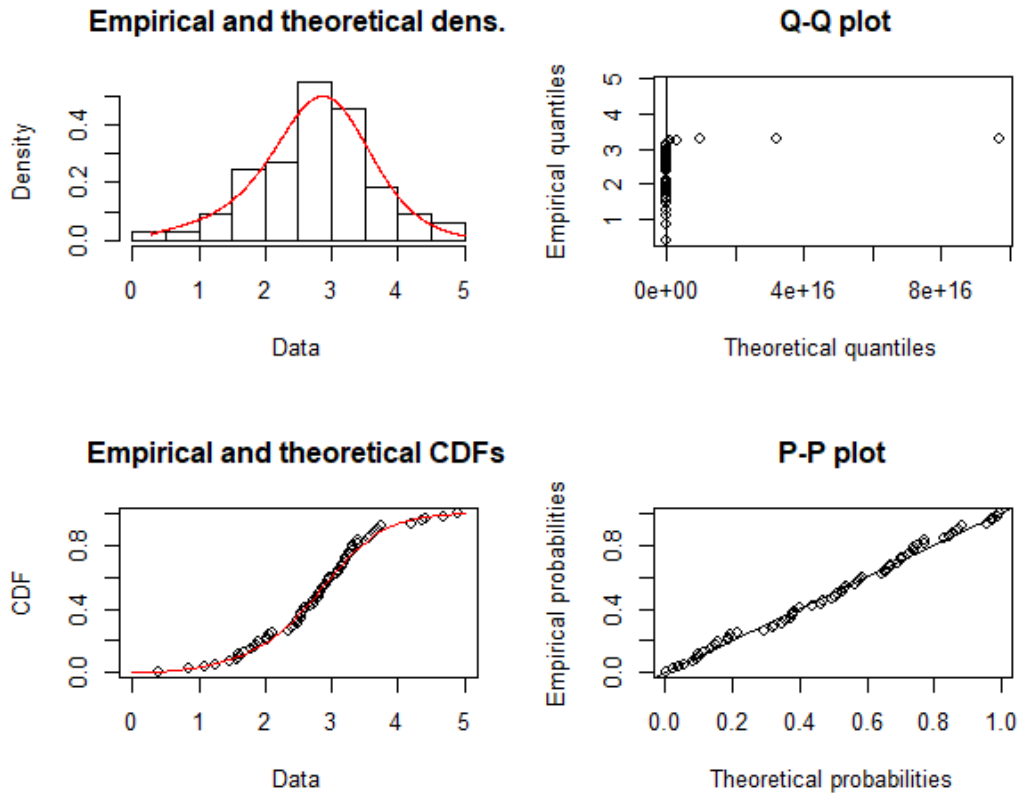 Empirical and theoretical dens.
Density
0.0 0.2 0.4
0 1 2 3 4 5
Data
Q-Q plot
Empirical quantiles
1 2 3 4 5
0e+00 4e+16 8e+16
Theoretical quantiles
Empirical and theoretical CDFs
CDF
0.0 0.4 0.8
0 1 2 3 4 5
Data
P-P plot
Empirical probabilities
0.0 0.4 0.8
0.0 0.2 0.4 0.6 0.8 1.0
Theoretical probabilities